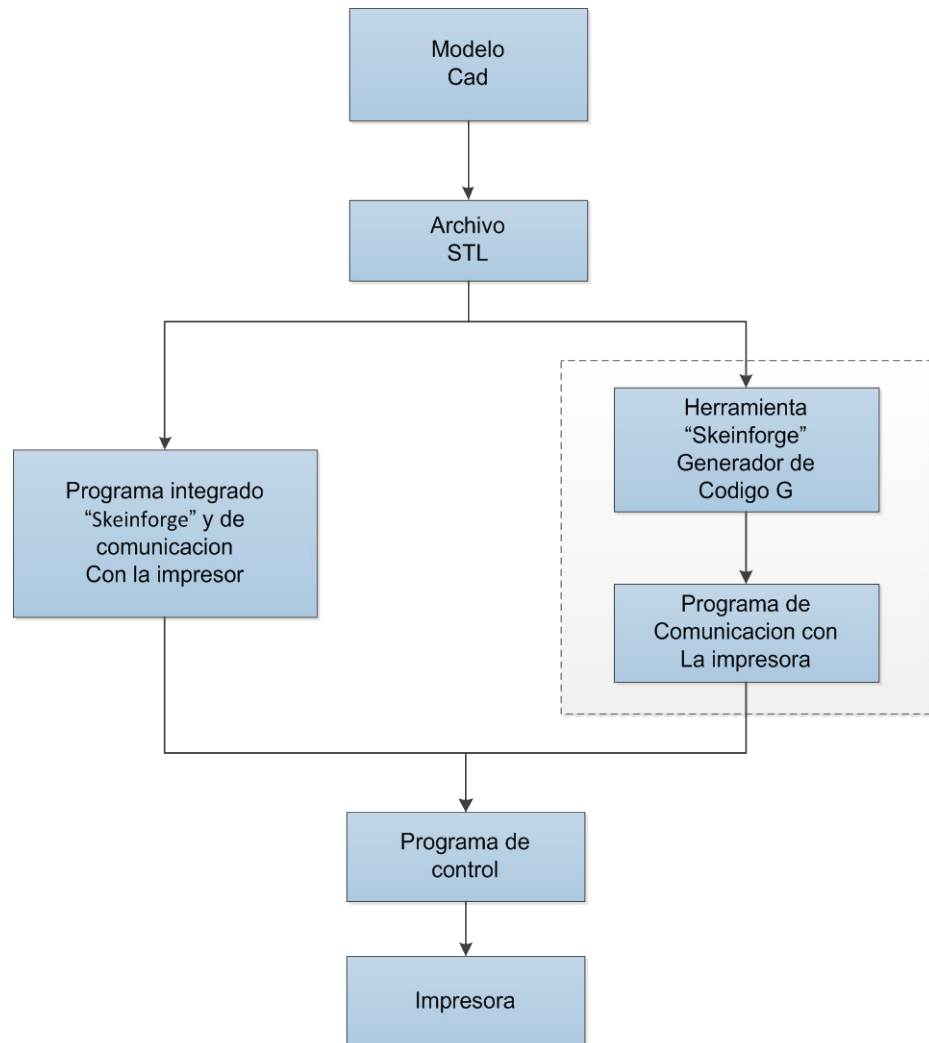 Modelo
Cad
Archivo
STL
Programa integrado
“Skeinforge” y de
comunicacion
Con la impresor
Herramienta
“Skeinforge”
Generador de
Codigo G
Programa de
Comunicacion con
La impresora
Programa de
control
Impresora